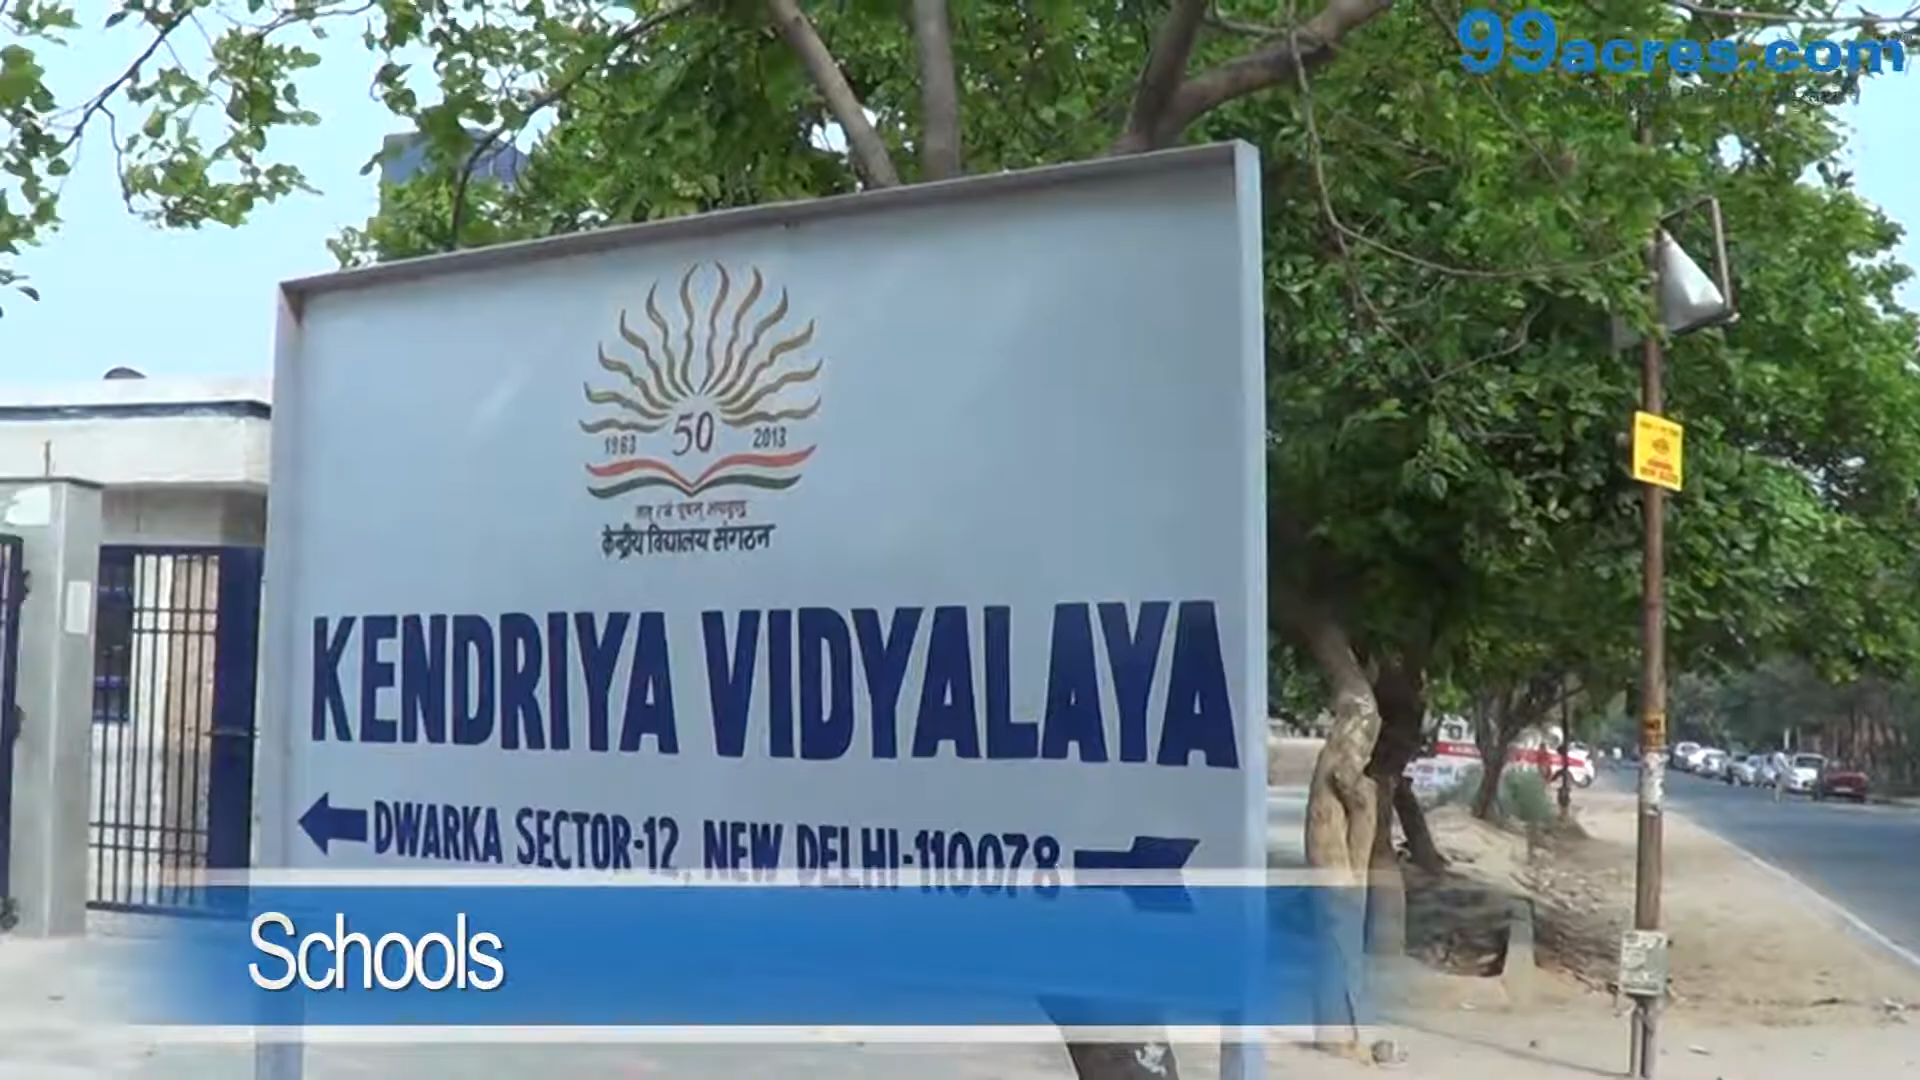 99acres.com
1963 50 2013
केन्द्रीय विद्यालय संगठन
KENDRIYA VIDYALAYA
DWARKA SECTOR-12, NEW DELHI-110078
Schools